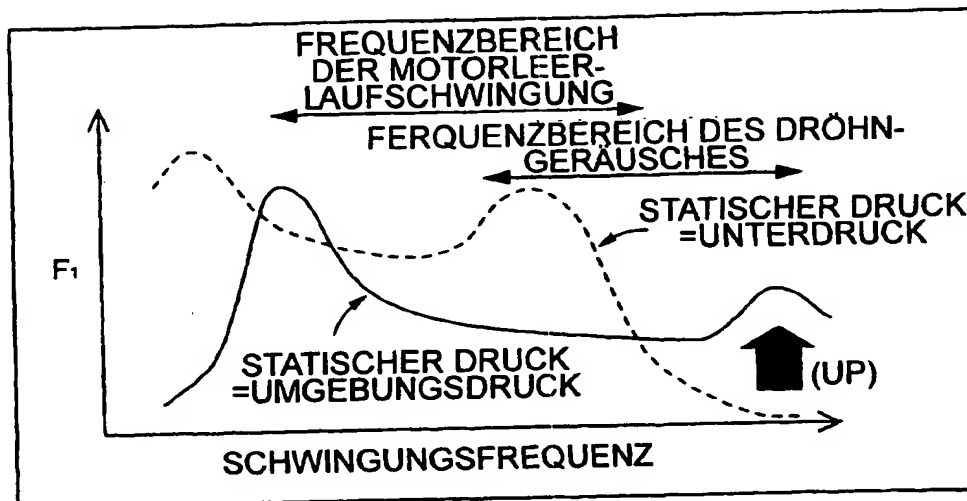 FREQUENZBEREICH
DER MOTORLEER-
LAUFSCHWINGUNG
FERQUENZBEREICH DES DRÖHN-
GERÄUSCHES
STATISCHER DRUCK
=UNTERDRUCK
F₁
STATISCHER DRUCK
=UMGEBUNGSDRUCK
(UP)
SCHWINGUNGSFREQUENZ